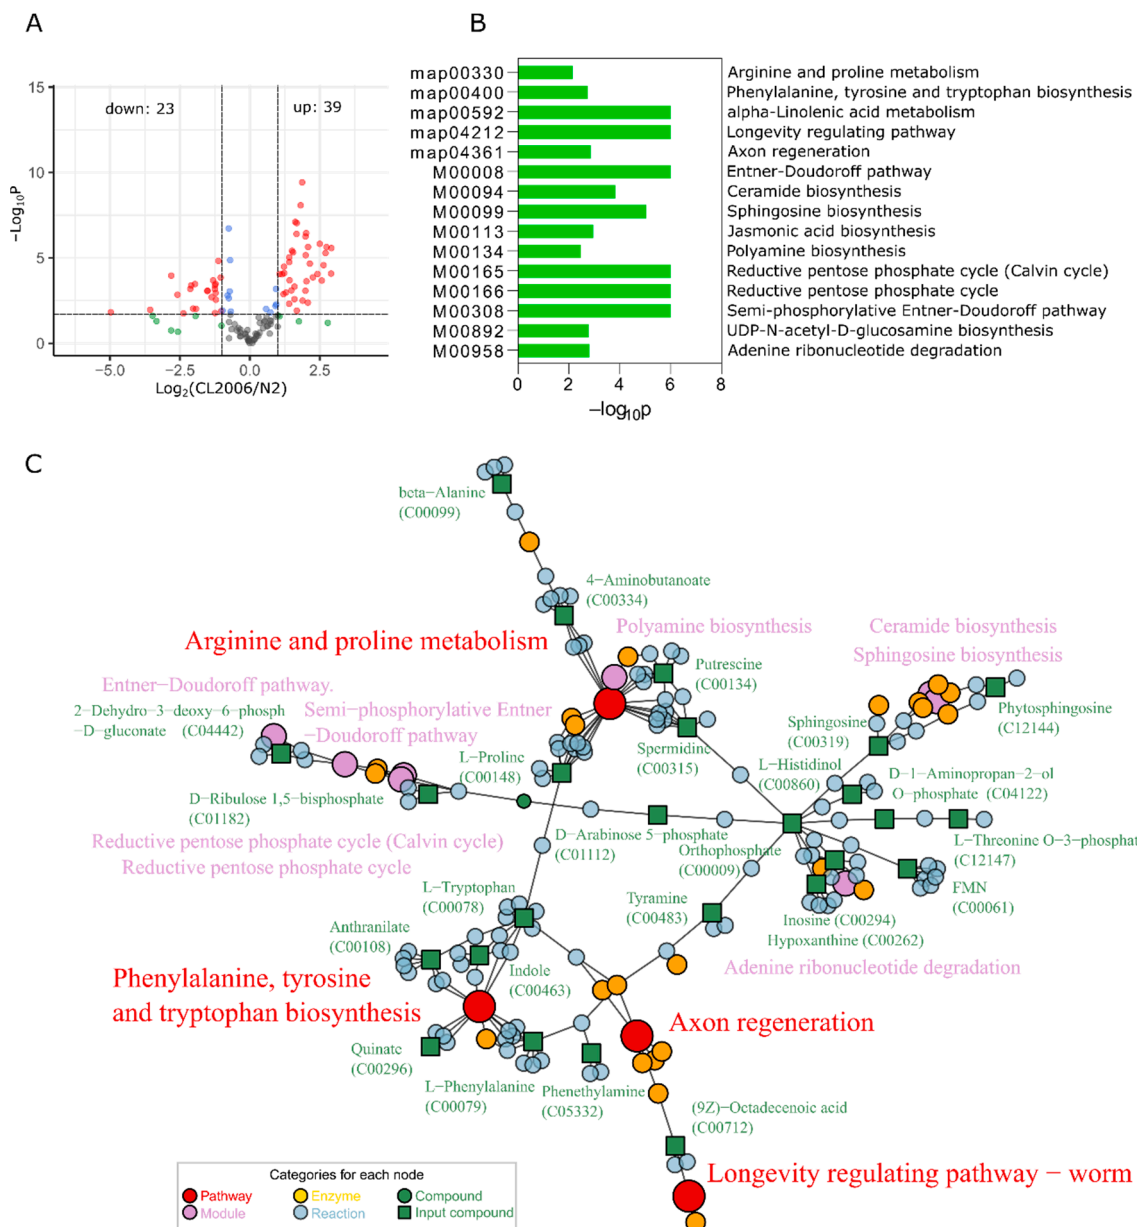 A
B
15
10
5
0
−Log10P
down: 23
up: 39
−5.0
−2.5
0.0
2.5
Log2(CL2006/N2)
map00330
Arginine and proline metabolism
map00400
Phenylalanine, tyrosine and tryptophan biosynthesis
map00592
alpha-Linolenic acid metabolism
map04212
Longevity regulating pathway
map04361
Axon regeneration
M00008
Entner-Doudoroff pathway
M00094
Ceramide biosynthesis
M00099
Sphingosine biosynthesis
M00113
Jasmonic acid biosynthesis
M00134
Polyamine biosynthesis
M00165
Reductive pentose phosphate cycle (Calvin cycle)
M00166
Reductive pentose phosphate cycle
M00308
Semi-phosphorylative Entner-Doudoroff pathway
M00892
UDP-N-acetyl-D-glucosamine biosynthesis
M00958
Adenine ribonucleotide degradation
0 2 4 6 8
−log10p
C
beta−Alanine
(C00099)
4−Aminobutanoate
(C00334)
Arginine and proline metabolism
Polyamine biosynthesis
Ceramide biosynthesis
Sphingosine biosynthesis
Putrescine
(C00134)
Entner−Doudoroff pathway.
2−Dehydro−3−deoxy−6−phosph
−D−gluconate (C04442)
Semi−phosphorylative Entner
−Doudoroff pathway
Phytosphingosine
(C12144)
Sphingosine
(C00319)
L−Proline
(C00148)
Spermidine
(C00315)
L−Histidinol
(C00860)
D−1−Aminopropan−2−ol
O−phosphate (C04122)
D−Ribulose 1,5−bisphosphate
(C01182)
D−Arabinose 5−phosphate
(C01112)
Orthophosphate
(C00009)
L−Threonine O−3−phosphat
(C12147)
Reductive pentose phosphate cycle (Calvin cycle)
Reductive pentose phosphate cycle
L−Tryptophan
(C00078)
Tyramine
(C00483)
FMN
(C00061)
Inosine (C00294)
Hypoxanthine (C00262)
Anthranilate
(C00108)
Indole
(C00463)
Adenine ribonucleotide degradation
Phenylalanine, tyrosine
and tryptophan biosynthesis
Axon regeneration
Quinate
(C00296)
L−Phenylalanine
(C00079)
Phenethylamine
(C05332)
(9Z)−Octadecenoic acid
(C00712)
Longevity regulating pathway − worm
Categories for each node
Pathway
Enzyme
Compound
Module
Reaction
Input compound